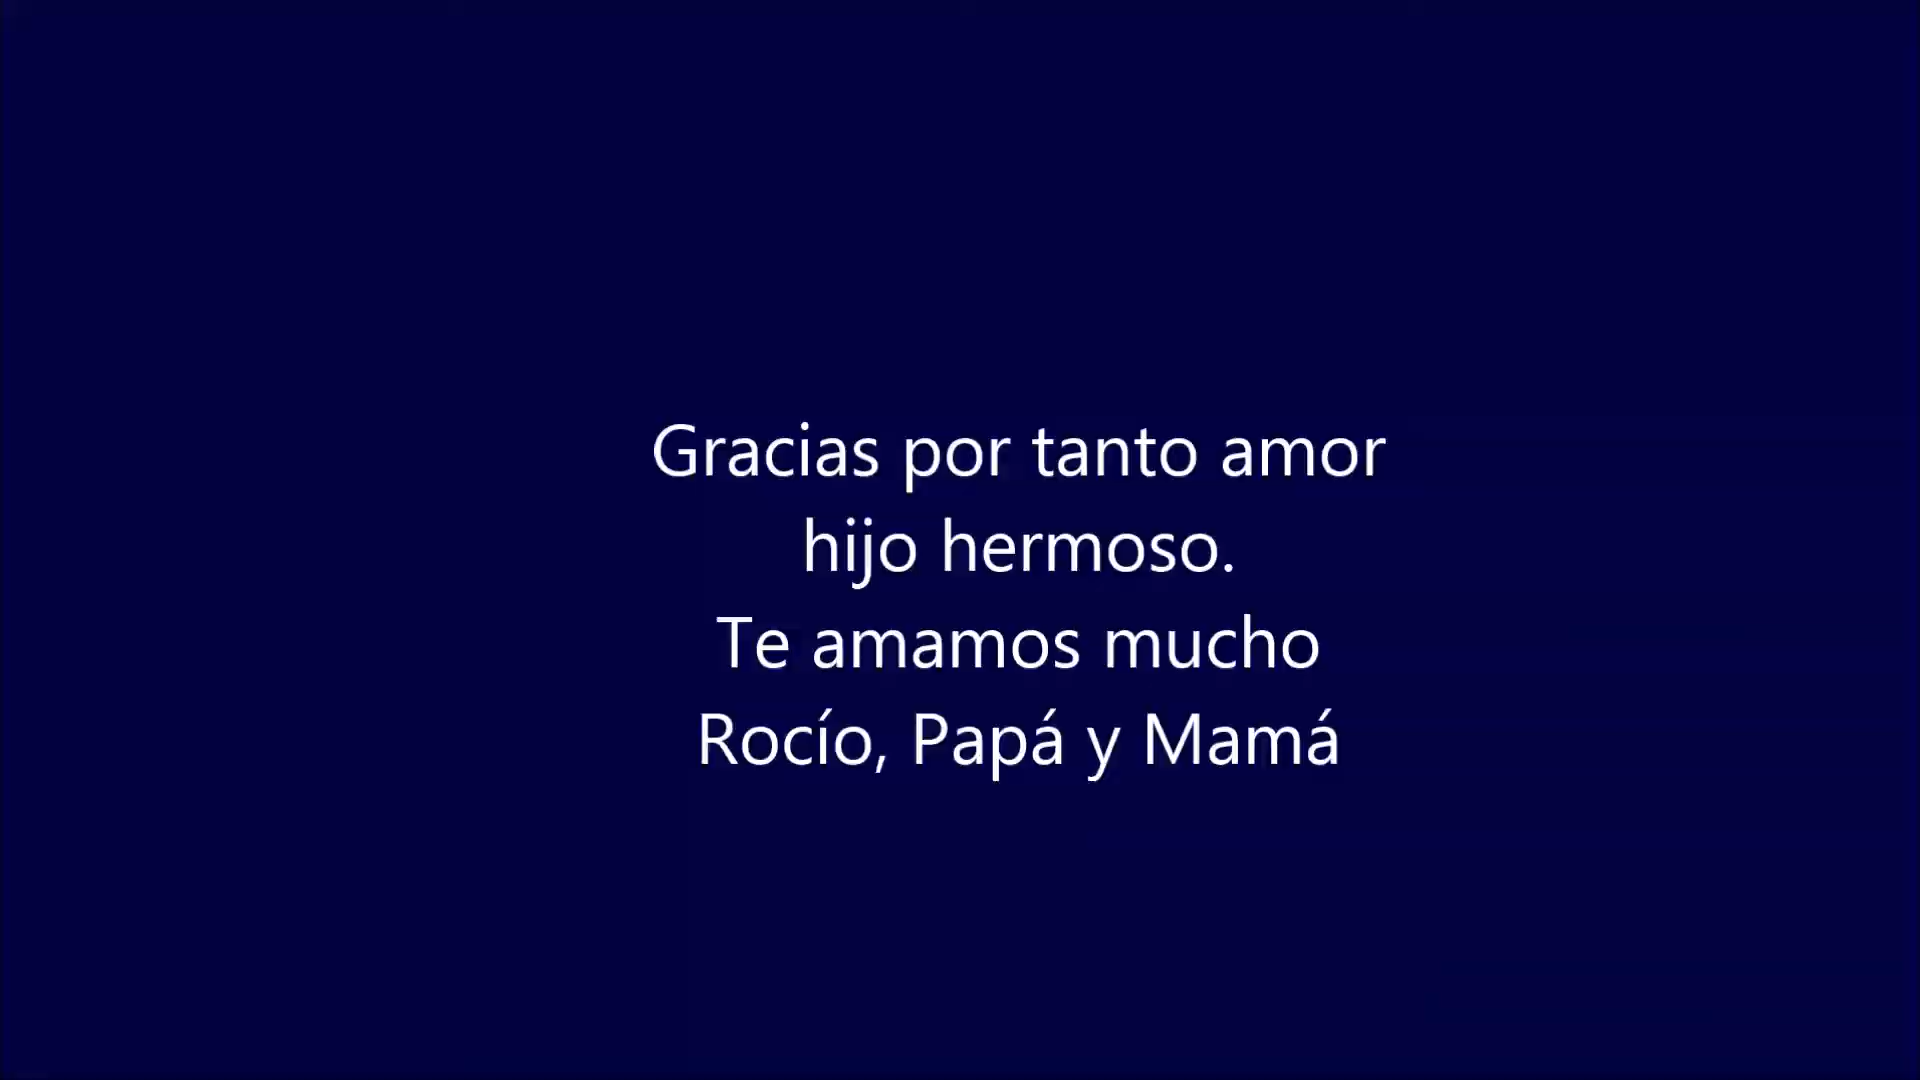 Gracias por tanto amor
hijo hermoso.
Te amamos mucho
Rocío, Papá y Mamá